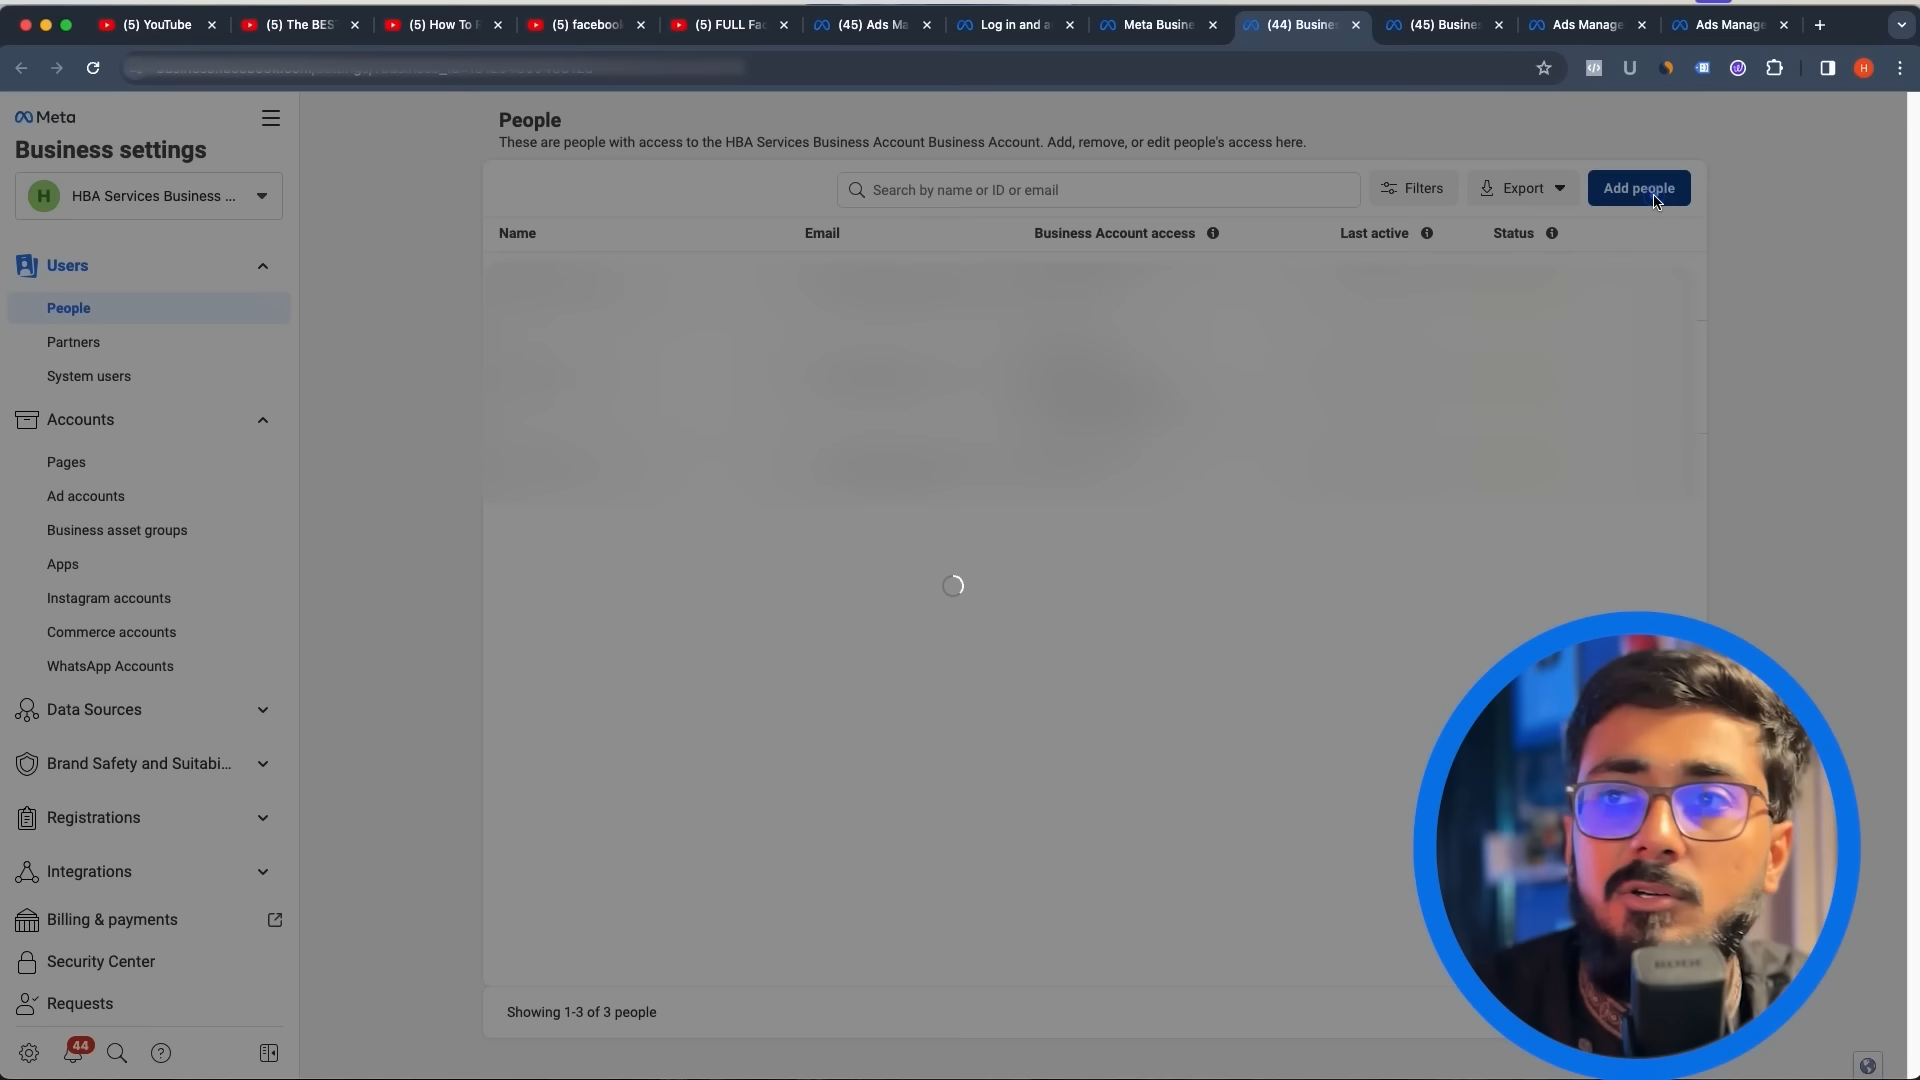 (5) YouTube
(5) The BES
(5) How To
(5) faceboo
(5) FULL Fac
(45) Ads Ma
Log in and a
Meta Busine
(44) Busine
(45) Busine
Ads Manage
Ads Manage
H
Meta
Business settings
H
HBA Services Business ...
Users
People
Partners
System users
Accounts
Pages
Ad accounts
Business asset groups
Apps
Instagram accounts
Commerce accounts
WhatsApp Accounts
Data Sources
Brand Safety and Suitabi...
Registrations
Integrations
Billing & payments
Security Center
Requests
44
People
These are people with access to the HBA Services Business Account Business Account. Add, remove, or edit people's access here.
Search by name or ID or email
Filters
Export
Add people
Name
Email
Business Account access
Last active
Status
Showing 1-3 of 3 people
RODE